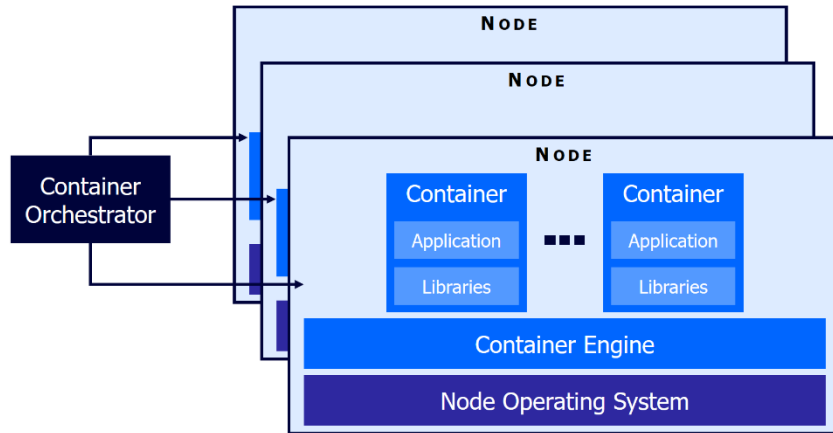 NODE
NODE
NODE
Container
Orchestrator
Container
Container
Application
Application
Libraries
Libraries
Container Engine
Node Operating System